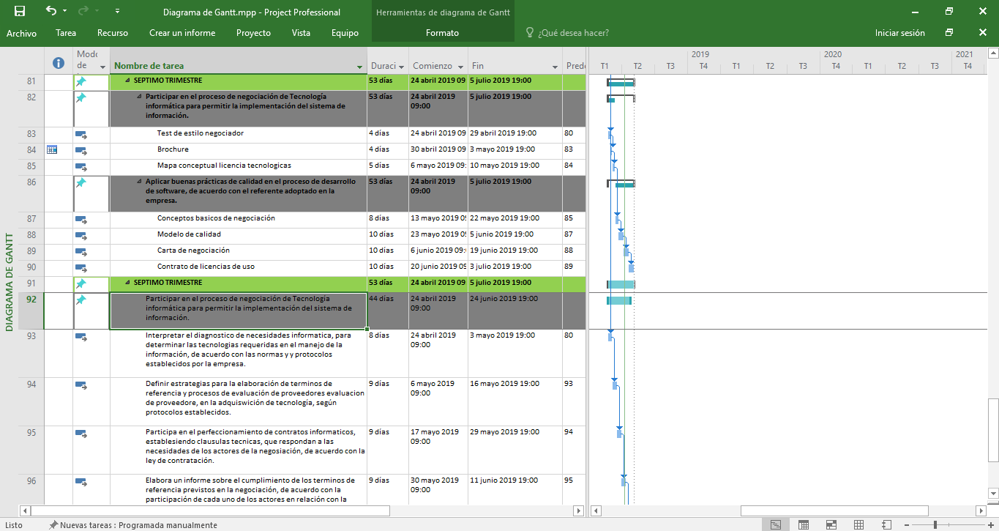 Diagrama de Gantt.mpp - Project Professional
Herramientas de diagrama de Gantt
Archivo Tarea Recurso Crear un informe Proyecto Vista Equipo Formato ¿Qué desea hacer? Iniciar sesión
Modo de Nombre de tarea Duraci Comienzo Fin Prede
2019 2020 2021
T1 T2 T3 T4 T1 T2 T3 T4 T1 T2 T3 T4
DIAGRAMA DE GANTT
81 SEPTIMO TRIMESTRE 53 días 24 abril 2019 09 5 julio 2019 19:00
82 Participar en el proceso de negociación de Tecnología 53 días 24 abril 2019 5 julio 2019 19:00
informática para permitir la implementación del sistema de 09:00
información.
83 Test de estilo negociador 4 días 24 abril 2019 09 29 abril 2019 19:00 80
84 Brochure 4 días 30 abril 2019 09 3 mayo 2019 19:00 83
85 Mapa conceptual licencia tecnologicas 5 días 6 mayo 2019 09: 10 mayo 2019 19:00 84
86 Aplicar buenas prácticas de calidad en el proceso de desarrollo 53 días 24 abril 2019 5 julio 2019 19:00
de software, de acuerdo con el referente adoptado en la 09:00
empresa.
87 Conceptos basicos de negociación 8 días 13 mayo 2019 09 22 mayo 2019 19:00 85
88 Modelo de calidad 10 días 23 mayo 2019 09 5 junio 2019 19:00 87
89 Carta de negociación 10 días 6 junio 2019 09: 19 junio 2019 19:00 88
90 Contrato de licencias de uso 10 días 20 junio 2019 09 3 julio 2019 19:00 89
91 SEPTIMO TRIMESTRE 53 días 24 abril 2019 09 5 julio 2019 19:00
92 Participar en el proceso de negociación de Tecnología 44 días 24 abril 2019 24 junio 2019 19:00
informática para permitir la implementación del sistema de 09:00
información.
93 Interpretar el diagnostico de necesidades informatica, para 8 días 24 abril 2019 3 mayo 2019 19:00 80
determinar las tecnologias requeridas en el manejo de la 09:00
información, de acuerdo con las normas y y protocolos
establecidos por la empresa.
94 Definir estrategias para la elaboración de terminos de 9 días 6 mayo 2019 16 mayo 2019 19:00 93
referencia y procesos de evaluación de proveedores evaluacion 09:00
de proveedore, en la adquiswición de tecnología, según
protocolos establecidos.
95 Participa en el perfeccionamiento de contratos informaticos, 9 días 17 mayo 2019 29 mayo 2019 19:00 94
establesiendo clausulas tecnicas, que respondan a las 09:00
necesidades de los actores de la negosiación, de acuerdo con la
ley de contratación.
96 Elabora un informe sobre el cumplimiento de los terminos de 9 días 30 mayo 2019 11 junio 2019 19:00 95
referencia previstos en la negociación, de acuerdo con la 09:00
participación de cada uno de los actores en relación con la
Listo Nuevas tareas : Programada manualmente